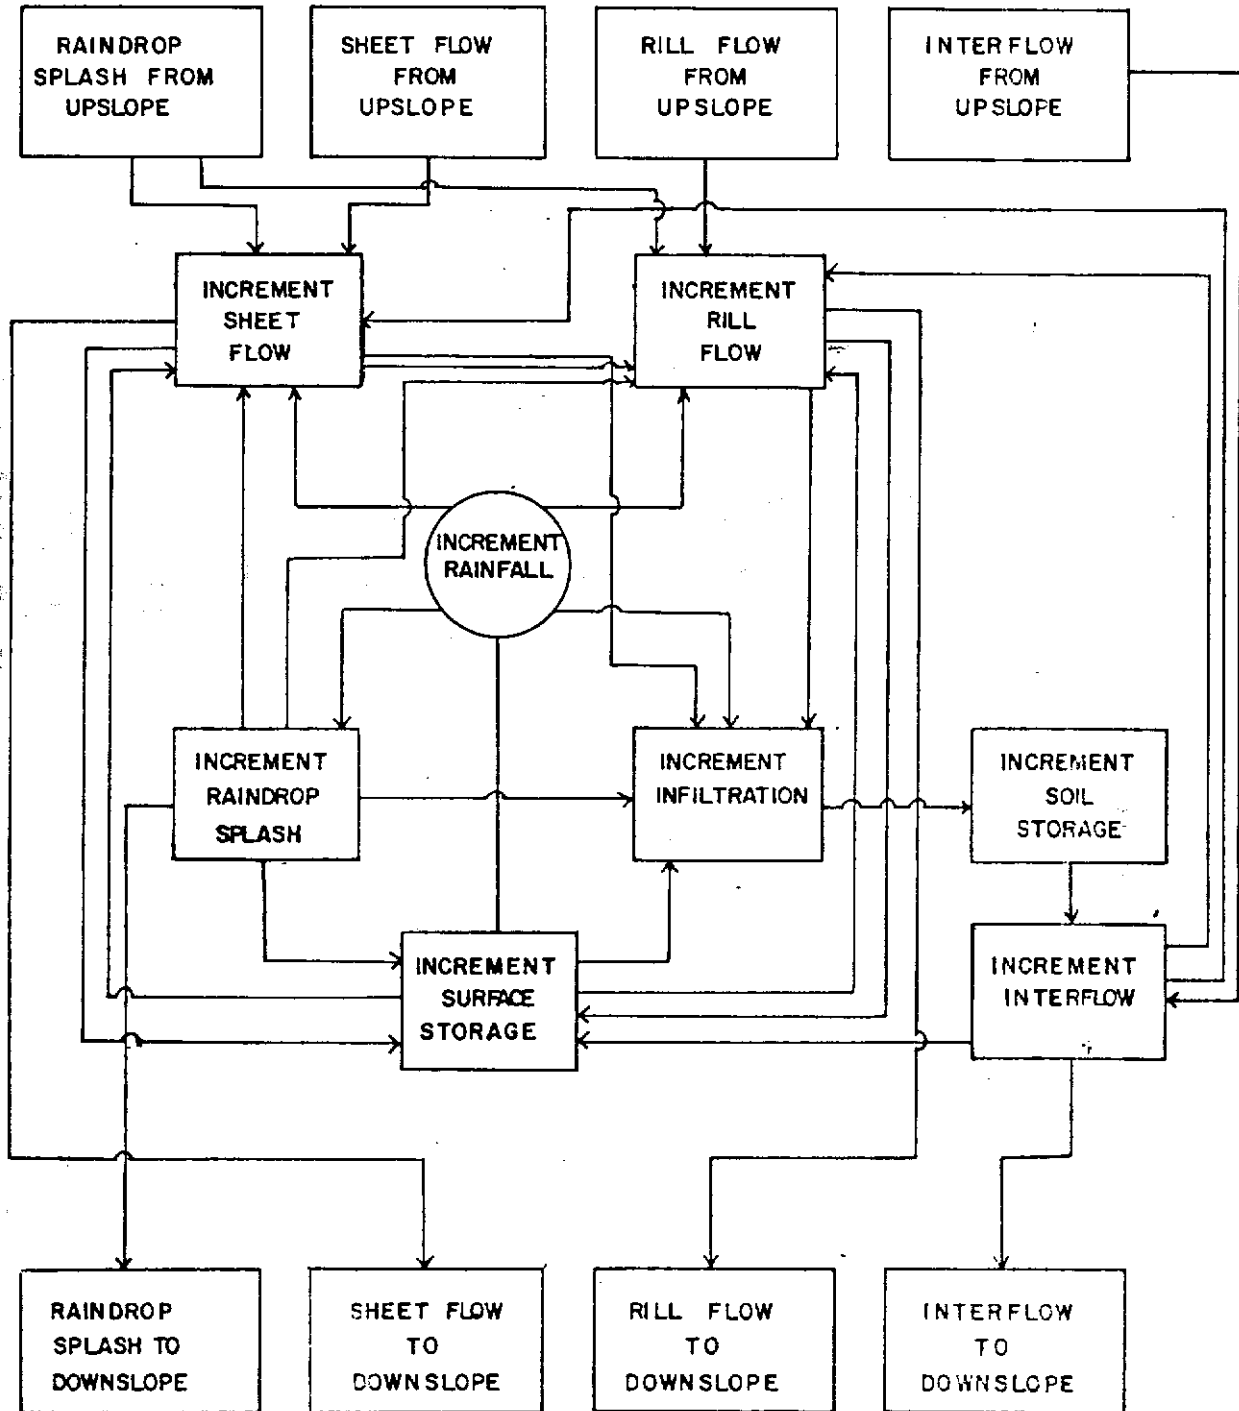 RAINDROP
SPLASH FROM
UPSLOPE
SHEET FLOW
FROM
UPSLOPE
RILL FLOW
FROM
UPSLOPE
INTERFLOW
FROM
UPSLOPE
INCREMENT
SHEET
FLOW
INCREMENT
RILL
FLOW
INCREMENT
RAINFALL
INCREMENT
RAINDROP
SPLASH
INCREMENT
INFILTRATION
INCREMENT
SOIL
STORAGE
INCREMENT
SURFACE
STORAGE
INCREMENT
INTERFLOW
RAINDROP
SPLASH TO
DOWNSLOPE
SHEET FLOW
TO
DOWNSLOPE
RILL FLOW
TO
DOWNSLOPE
INTERFLOW
TO
DOWNSLOPE